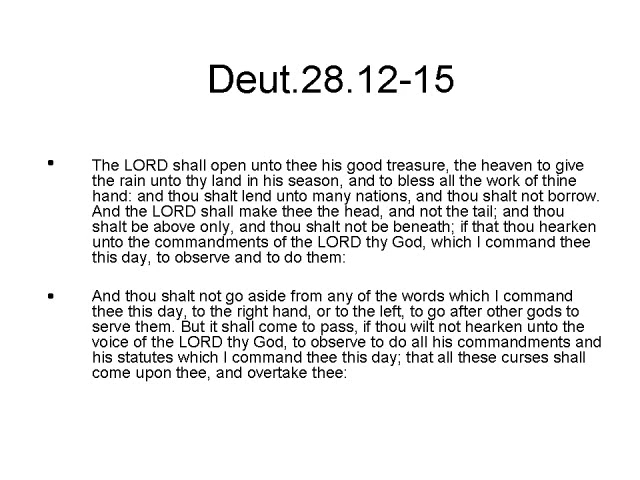 Deut.28.12-15
• The LORD shall open unto thee his good treasure, the heaven to give
the rain unto thy land in his season, and to bless all the work of thine
hand: and thou shalt lend unto many nations, and thou shalt not borrow.
And the LORD shall make thee the head, and not the tail; and thou
shalt be above only, and thou shalt not be beneath; if that thou hearken
unto the commandments of the LORD thy God, which I command thee
this day, to observe and to do them:
• And thou shalt not go aside from any of the words which I command
thee this day, to the right hand, or to the left, to go after other gods to
serve them. But it shall come to pass, if thou wilt not hearken unto the
voice of the LORD thy God, to observe to do all his commandments and
his statutes which I command thee this day; that all these curses shall
come upon thee, and overtake thee: